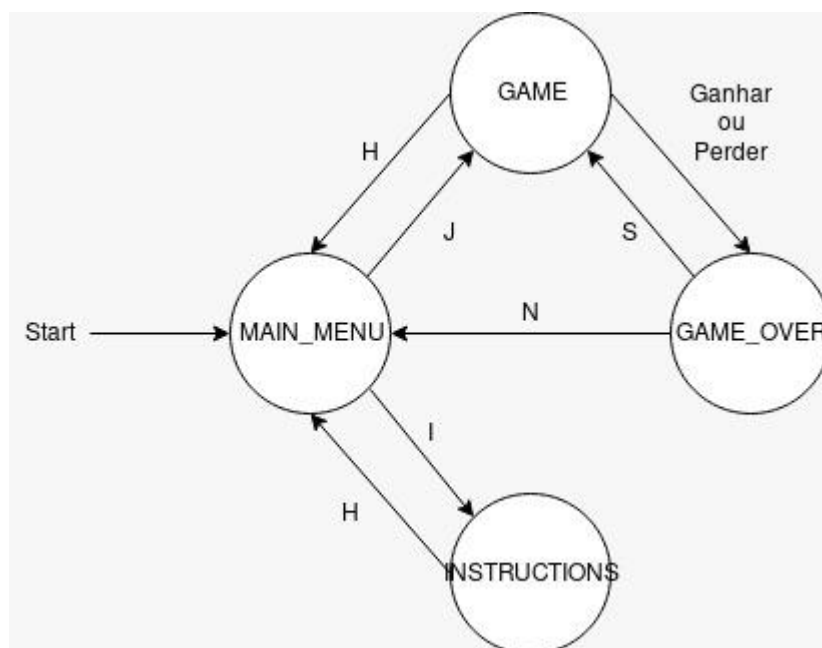 GAME
Ganhar
ou
Perder
H
J
S
N
Start
MAIN_MENU
GAME_OVER
I
H
INSTRUCTIONS